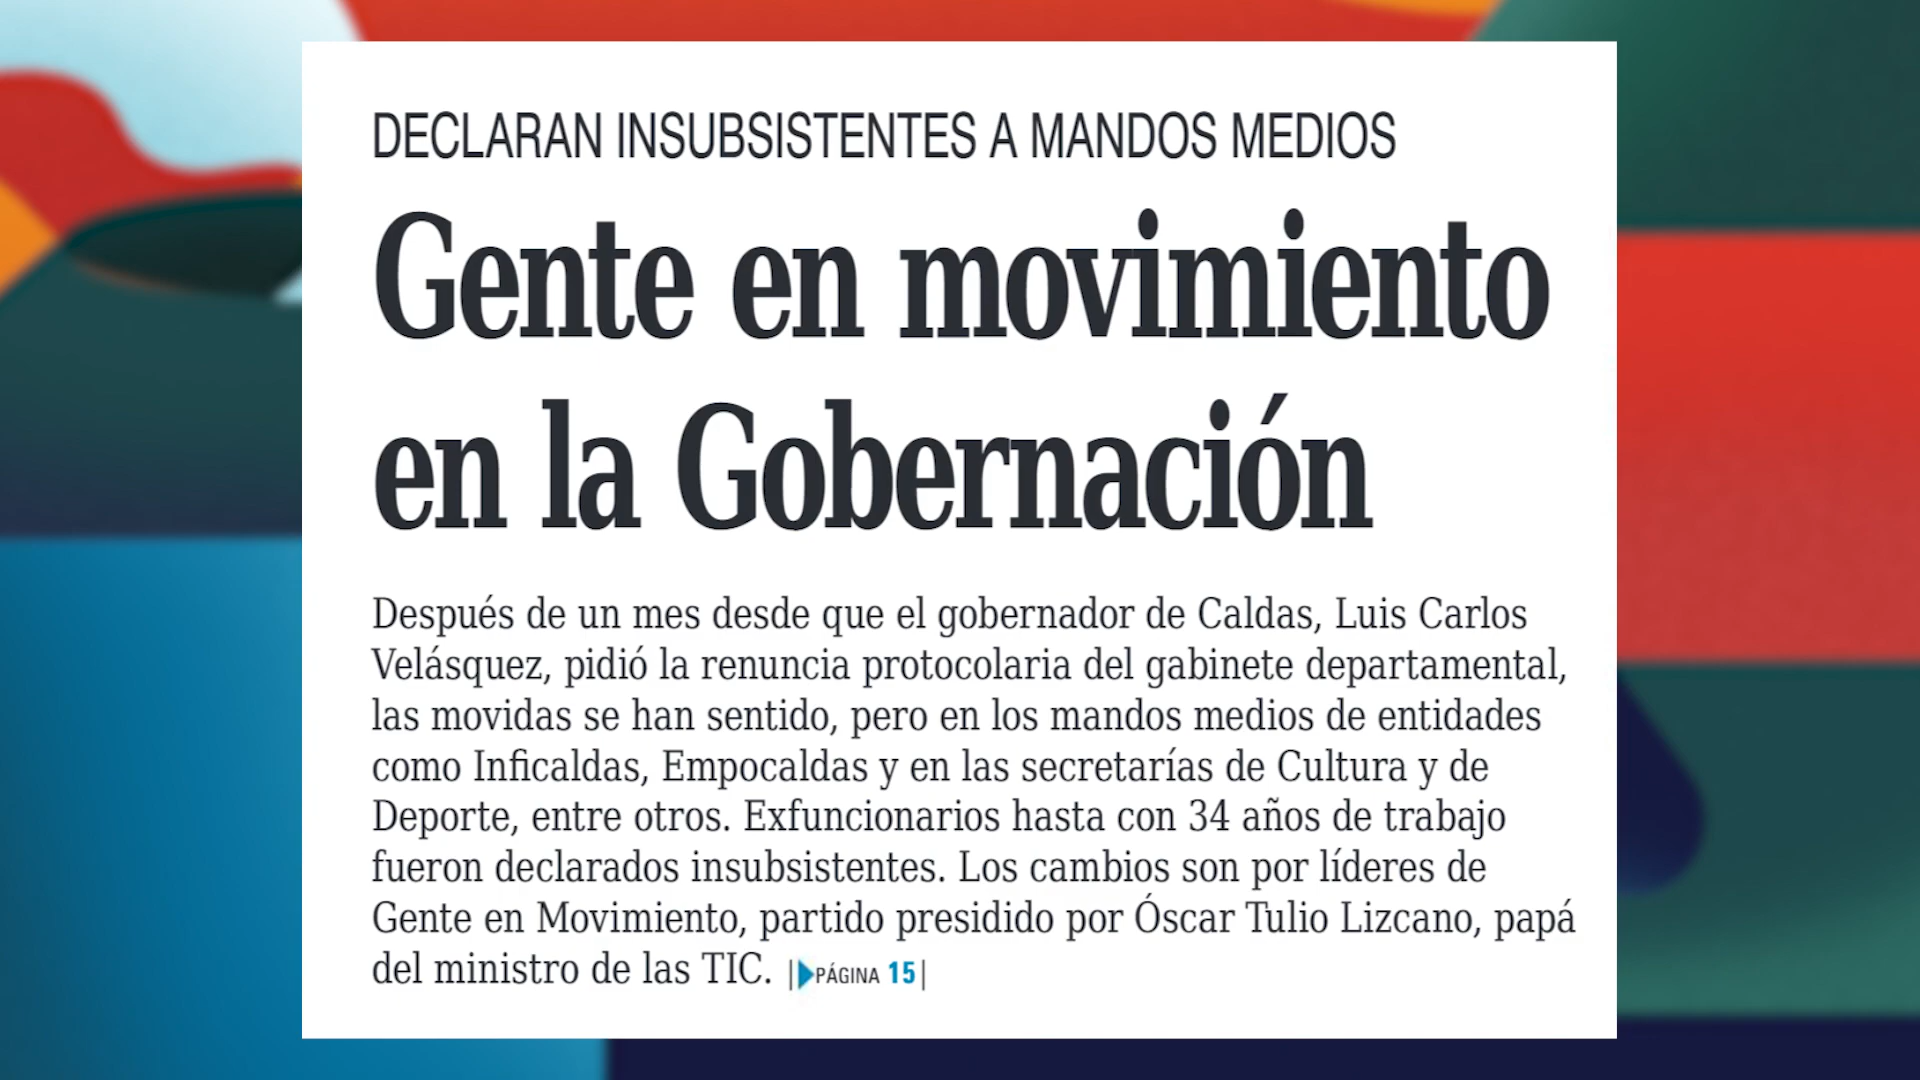 DECLARAN INSUBSISTENTES A MANDOS MEDIOS
Gente en movimiento
en la Gobernación
Después de un mes desde que el gobernador de Caldas, Luis Carlos
Velásquez, pidió la renuncia protocolaria del gabinete departamental,
las movidas se han sentido, pero en los mandos medios de entidades
como Inficaldas, Empocaldas y en las secretarías de Cultura y de
Deporte, entre otros. Exfuncionarios hasta con 34 años de trabajo
fueron declarados insubsistentes. Los cambios son por líderes de
Gente en Movimiento, partido presidido por Óscar Tulio Lizcano, papá
del ministro de las TIC. |▶PÁGINA 15|